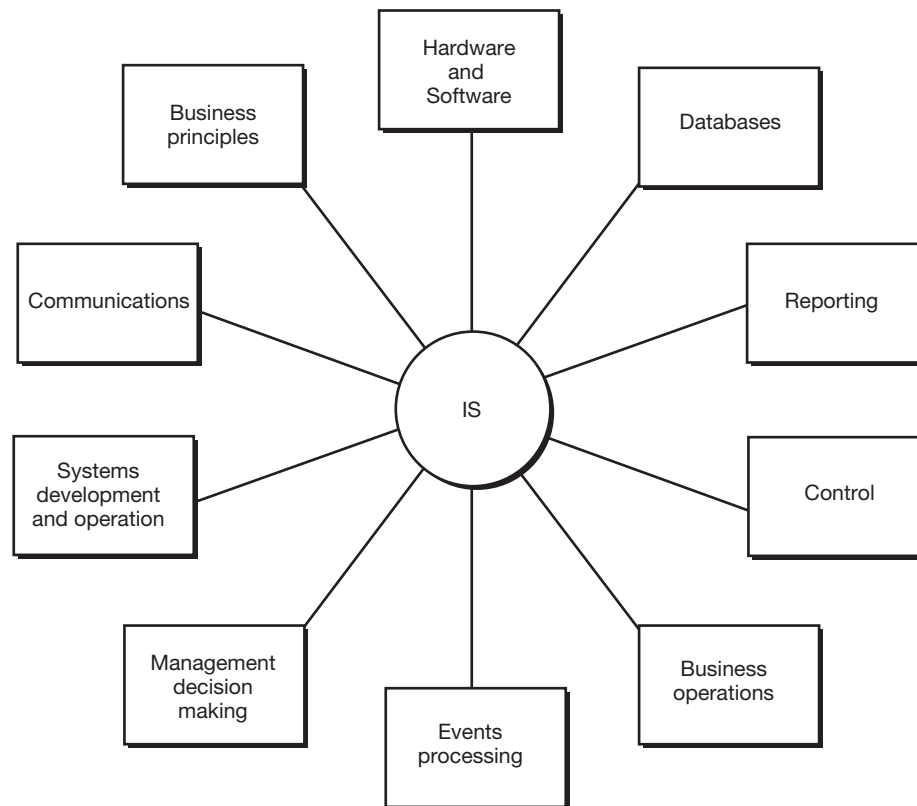 Hardware
and
Software
Business
principles
Databases
Communications
Reporting
IS
Systems
development
and operation
Control
Management
decision
making
Business
operations
Events
processing